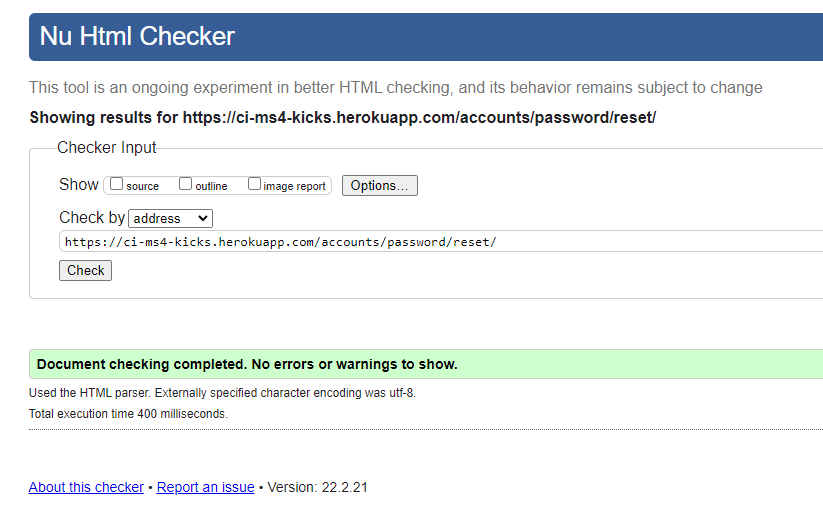 Nu Html Checker
This tool is an ongoing experiment in better HTML checking, and its behavior remains subject to change
Showing results for https://ci-ms4-kicks.herokuapp.com/accounts/password/reset/
Checker Input
Show source outline image report Options...
Check by address
https://ci-ms4-kicks.herokuapp.com/accounts/password/reset/
Check
Document checking completed. No errors or warnings to show.
Used the HTML parser. Externally specified character encoding was utf-8.
Total execution time 400 milliseconds.
About this checker • Report an issue • Version: 22.2.21